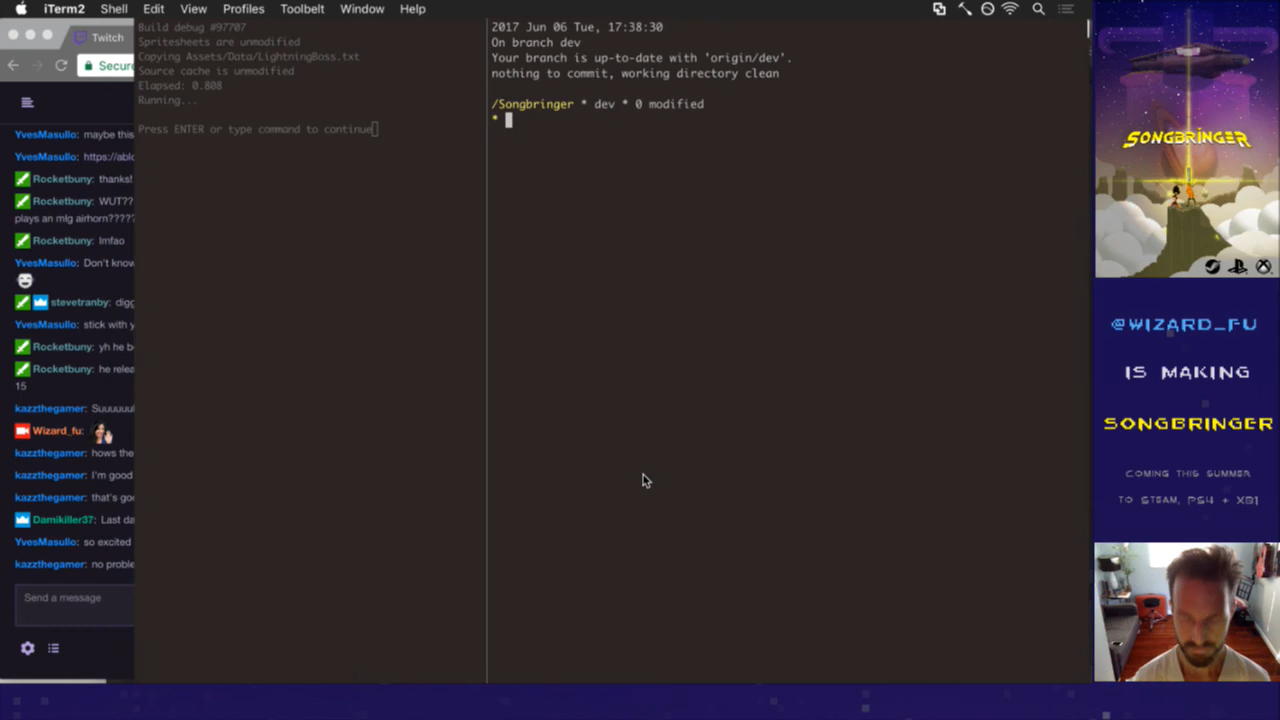 iTerm2 Shell Edit View Profiles Toolbelt Window Help
Twitch
Secure
YvesMasullo: maybe this
YvesMasullo: https://ablo
Rocketbuny: thanks!
Rocketbuny: WUT??
plays an mlg airhorn?????
Rocketbuny: lmfao
YvesMasullo: Don't know
stevetranby: digg
YvesMasullo: stick with y
Rocketbuny: yh he b
Rocketbuny: he relea
15
kazzthegamer: Suuuuu
Wizard_fu:
kazzthegamer: hows the
kazzthegamer: I'm good
kazzthegamer: that's goo
Damikiller37: Last da
YvesMasullo: so excited
kazzthegamer: no proble
Send a message
Build debug #97707
Spritesheets are unmodified
Copying Assets/Data/LightningBoss.txt
Source cache is unmodified
Elapsed: 0.808
Running...
Press ENTER or type command to continue
2017 Jun 06 Tue, 17:38:30
On branch dev
Your branch is up-to-date with 'origin/dev'.
nothing to commit, working directory clean
/Songbringer * dev * 0 modified
*
SONGBRINGER
@WIZARD_FU
IS MAKING
SONGBRINGER
COMING THIS SUMMER
TO STEAM, PS4 + XB1